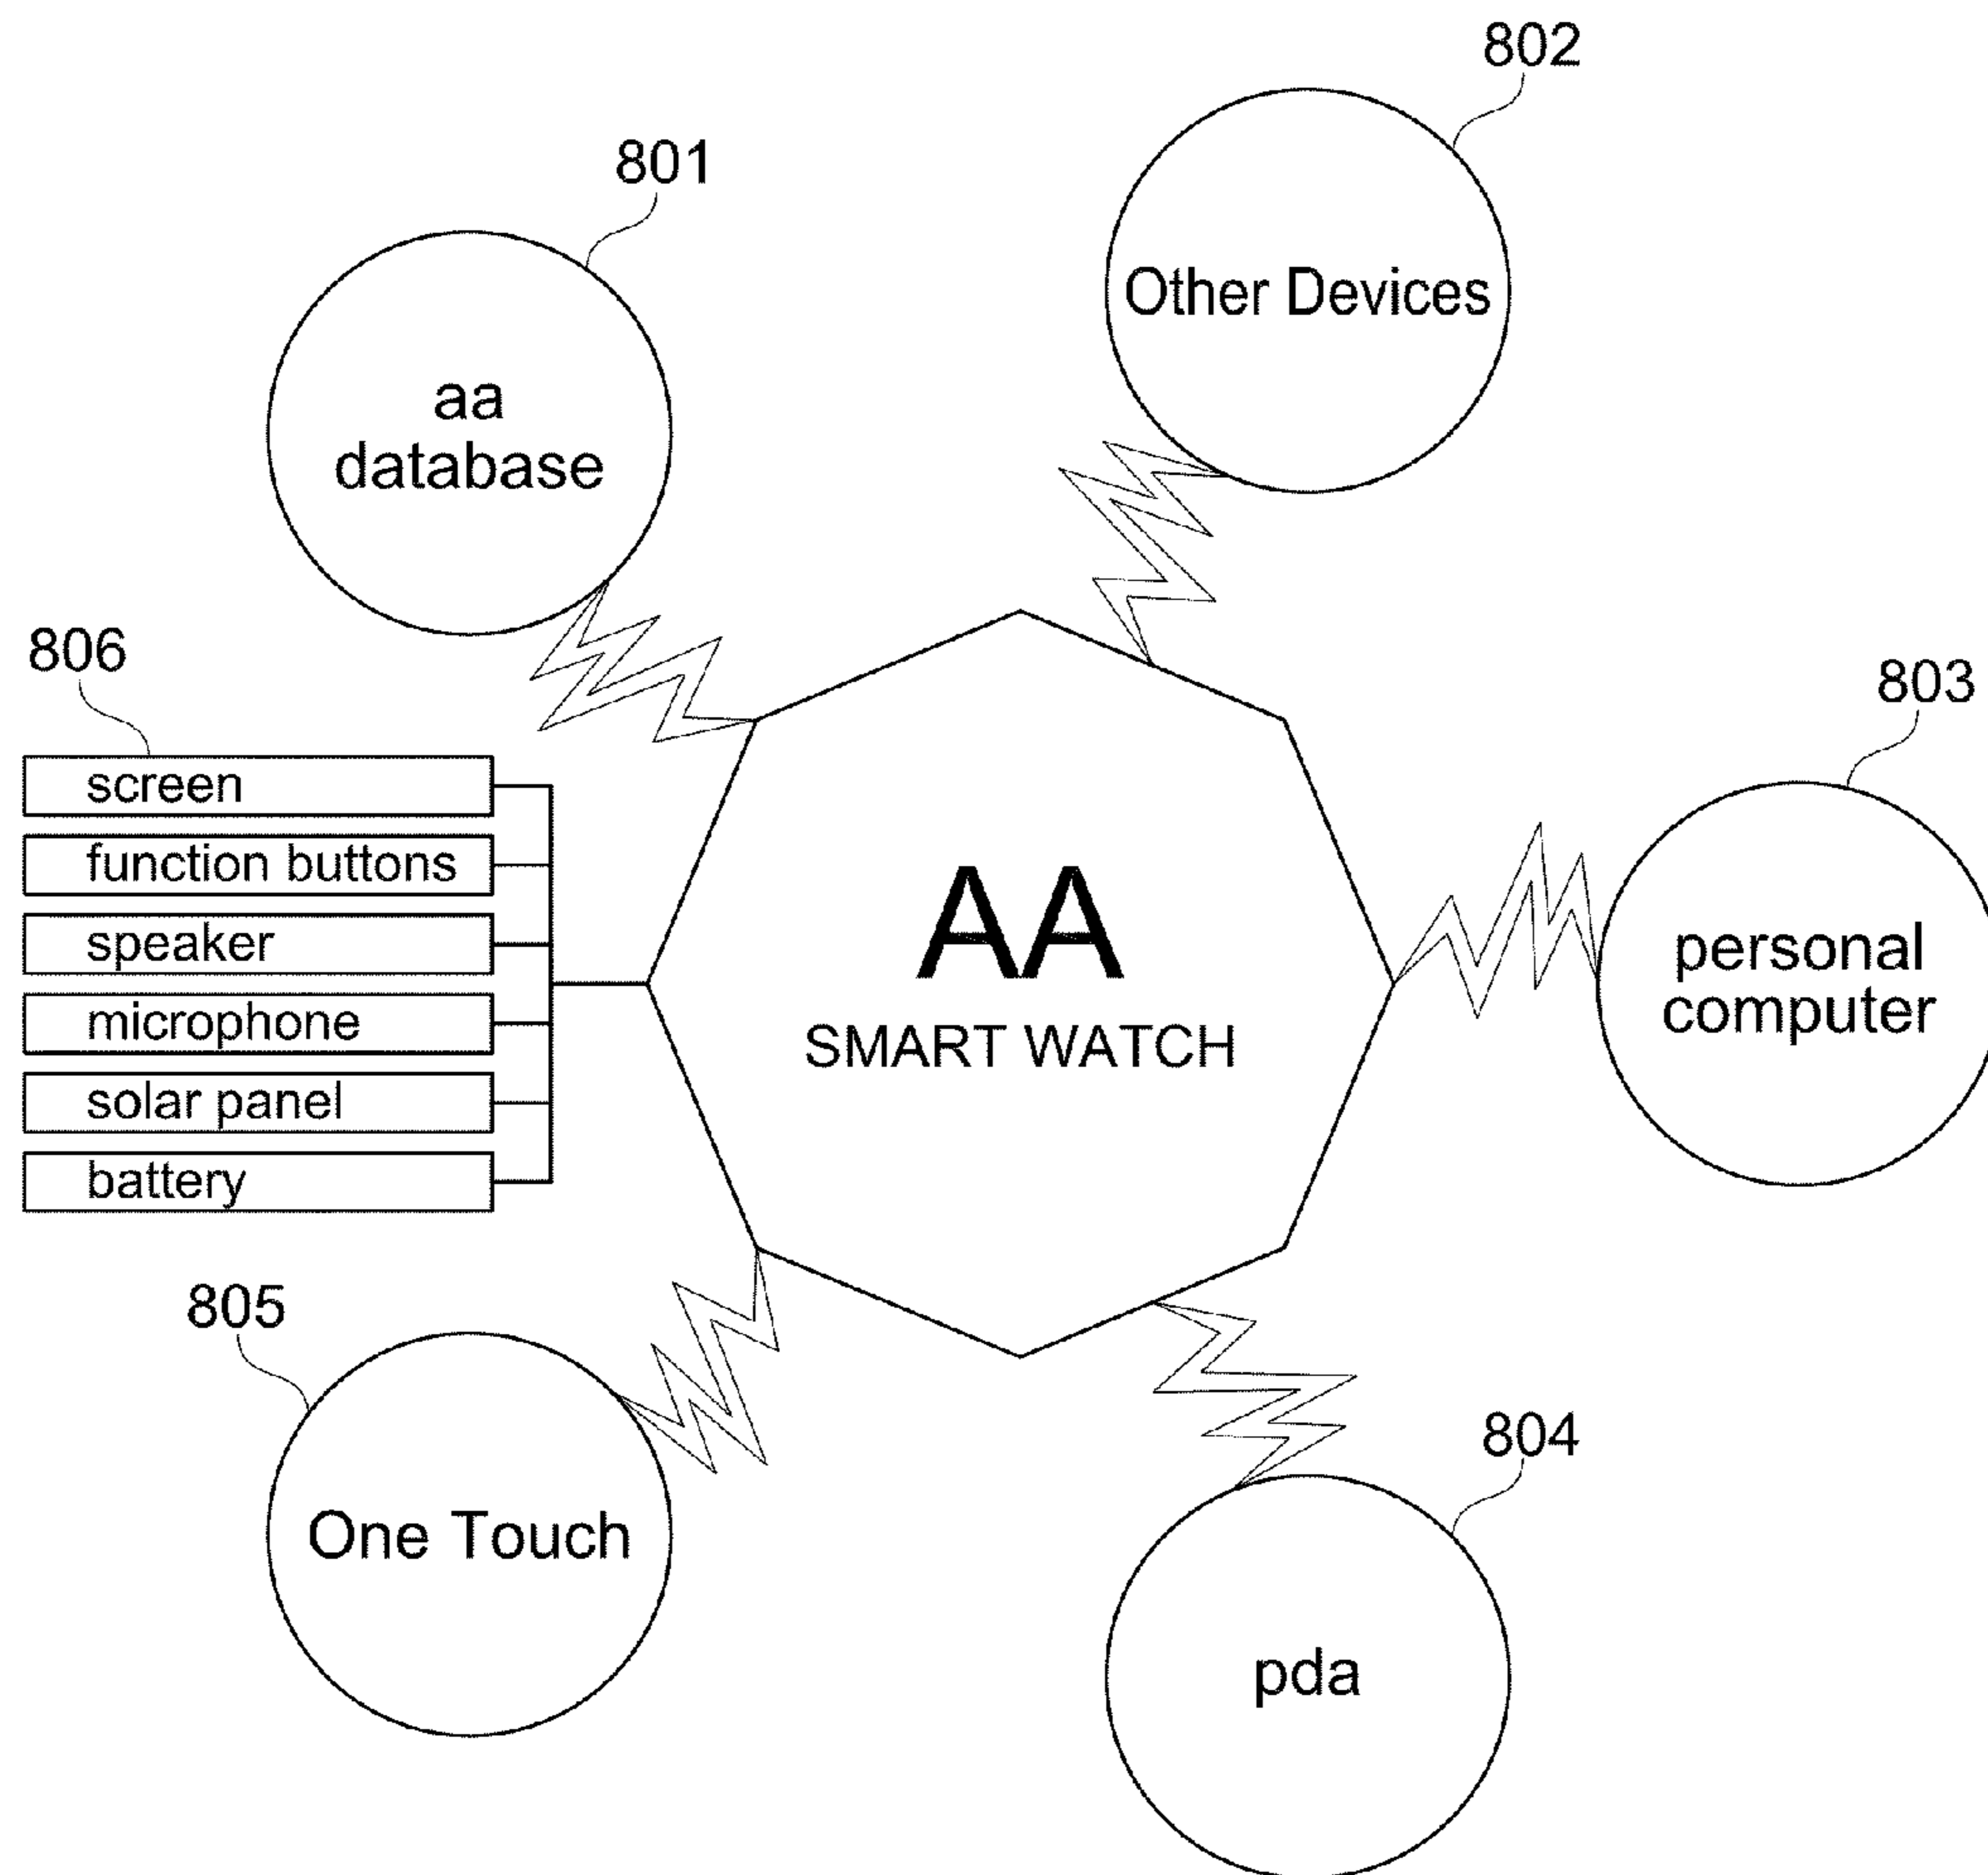 802
801
Other Devices
aa
database
806
803
screen
function buttons
speaker
microphone
solar panel
battery
AA
SMART WATCH
personal
computer
805
804
One Touch
pda